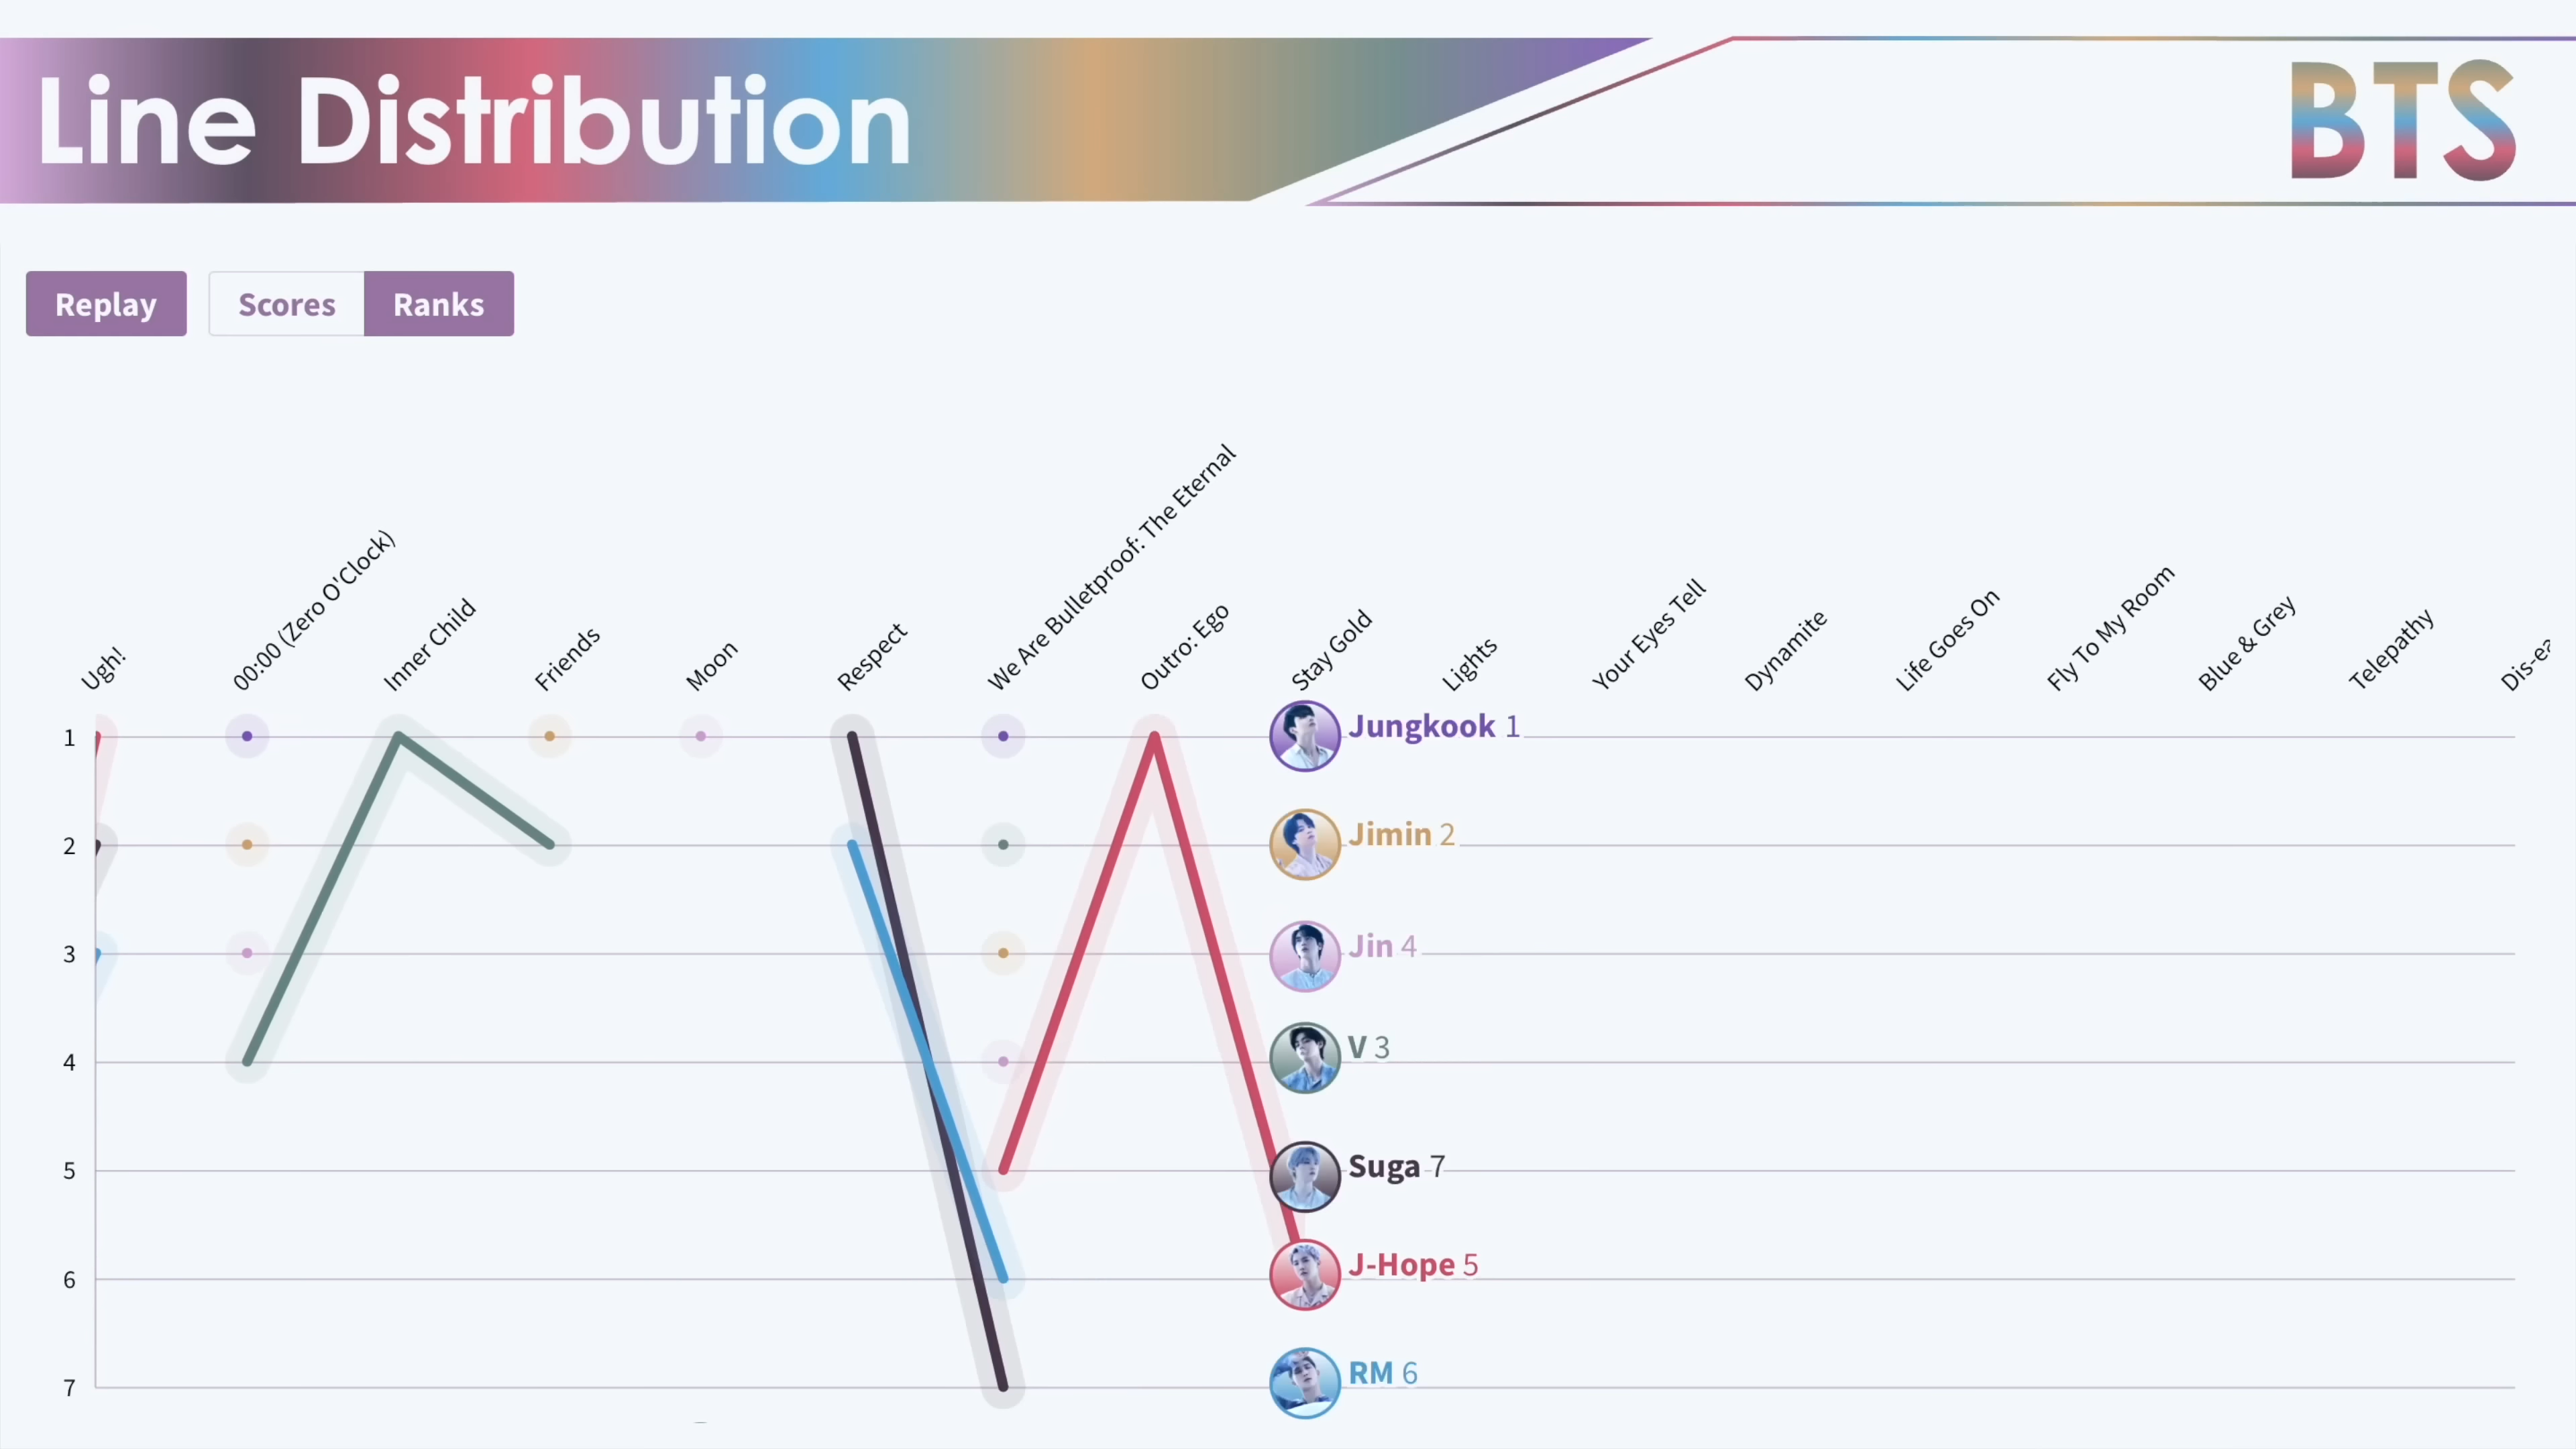 Line Distribution
BTS
Replay
Scores
Ranks
Ugh!
00:00 (Zero O'Clock)
Inner Child
Friends
Moon
Respect
We Are Bulletproof: The Eternal
Outro: Ego
Stay Gold
Lights
Your Eyes Tell
Dynamite
Life Goes On
Fly To My Room
Blue & Grey
Telepathy
1
Jungkook 1
2
Jimin 2
3
Jin 4
4
V 3
5
Suga 7
6
J-Hope 5
7
RM 6